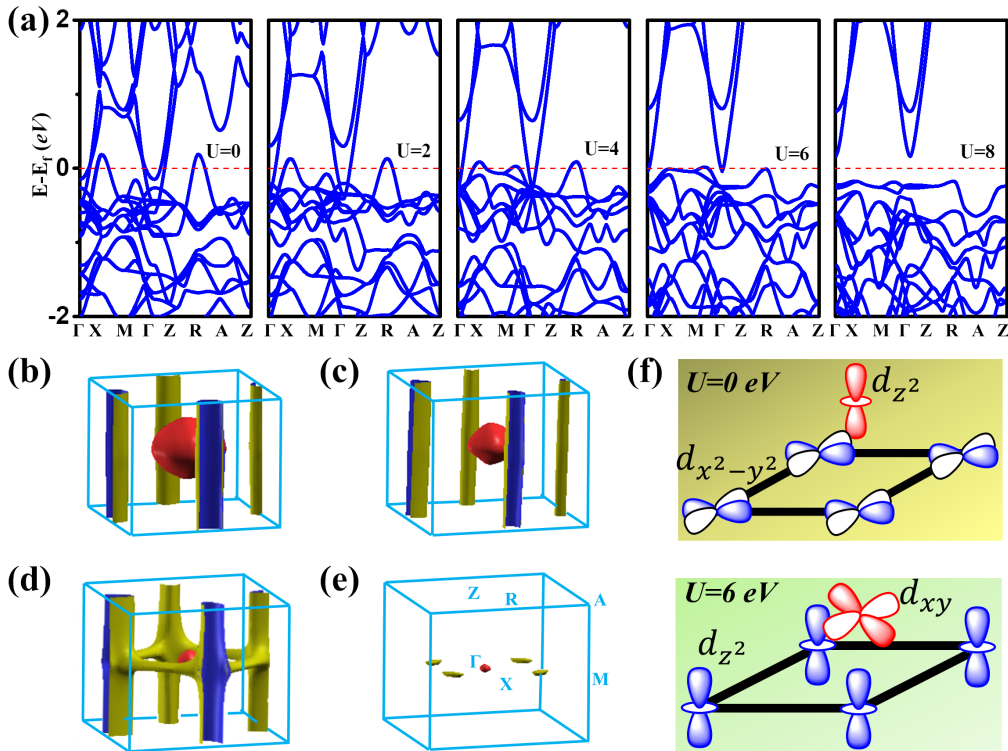 (a)
2
0
-2
E-E_f (eV)
U=0
U=2
U=4
U=6
U=8
Γ X M Γ Z R A Z
Γ X M Γ Z R A Z
Γ X M Γ Z R A Z
Γ X M Γ Z R A Z
Γ X M Γ Z R A Z
(b)
(c)
(d)
(e)
Z
R
A
Γ
X
M
(f)
U=0 eV
d_{z^2}
d_{x^2-y^2}
U=6 eV
d_{xy}
d_{z^2}